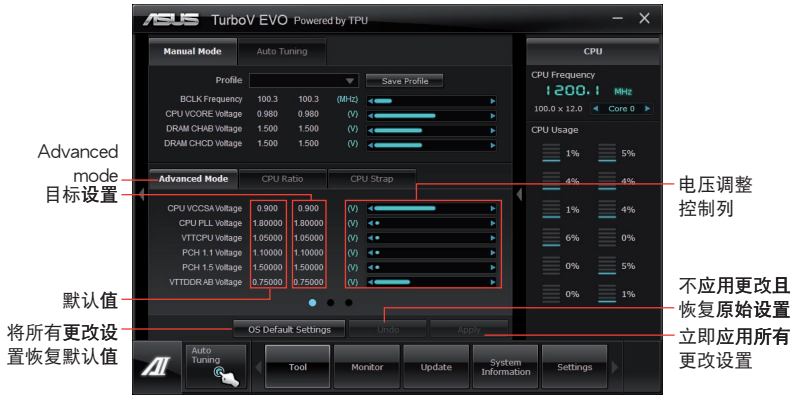 ASUS TurboV EVO Powered by TPU
Manual Mode Auto Tuning
Profile Save Profile
BCLK Frequency 100.3 100.3 (MHz)
CPU VCORE Voltage 0.980 0.980 (V)
DRAM CHAB Voltage 1.500 1.500 (V)
DRAM CHCD Voltage 1.500 1.500 (V)
Advanced Mode CPU Ratio CPU Strap
CPU VCCSA Voltage 0.900 0.900 (V)
CPU PLL Voltage 1.80000 1.80000 (V)
VTTCPU Voltage 1.05000 1.05000 (V)
PCH 1.1 Voltage 1.10000 1.10000 (V)
PCH 1.5 Voltage 1.50000 1.50000 (V)
VTTDDR AB Voltage 0.75000 0.75000 (V)
OS Default Settings Undo Apply
CPU
CPU Frequency
1200.1 MHz
100.0 x 12.0 Core 0
CPU Usage
1% 5%
4% 4%
1% 4%
6% 0%
0% 5%
0% 1%
AI
Auto
Tuning
Tool Monitor Update System
Information Settings
Advanced
mode
目标设置
默认值
将所有更改设
置恢复默认值
电压调整
控制列
不应用更改且
恢复原始设置
立即应用所有
更改设置